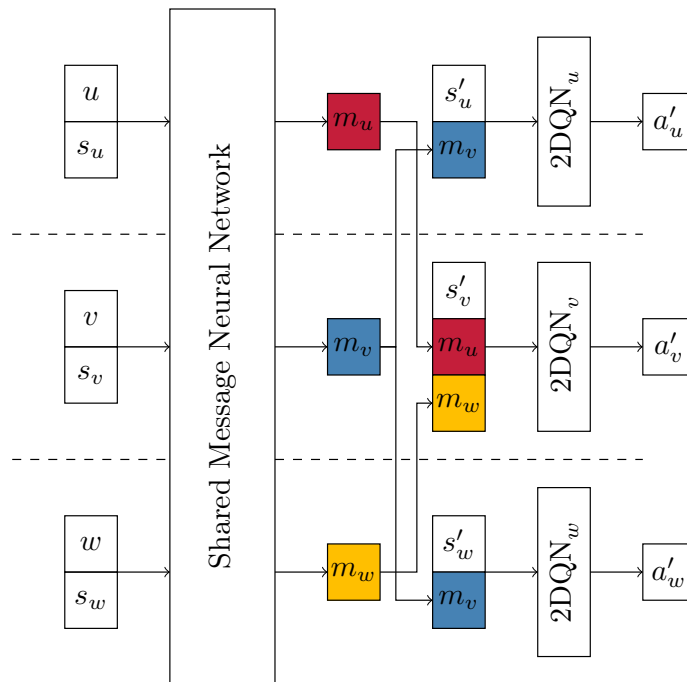 u
s_u
m_u
s′_u
m_v
2DQN_u
a′_u
Shared Message Neural Network
v
s_v
m_v
s′_v
m_u
m_w
2DQN_v
a′_v
w
s_w
m_w
s′_w
m_v
2DQN_w
a′_w